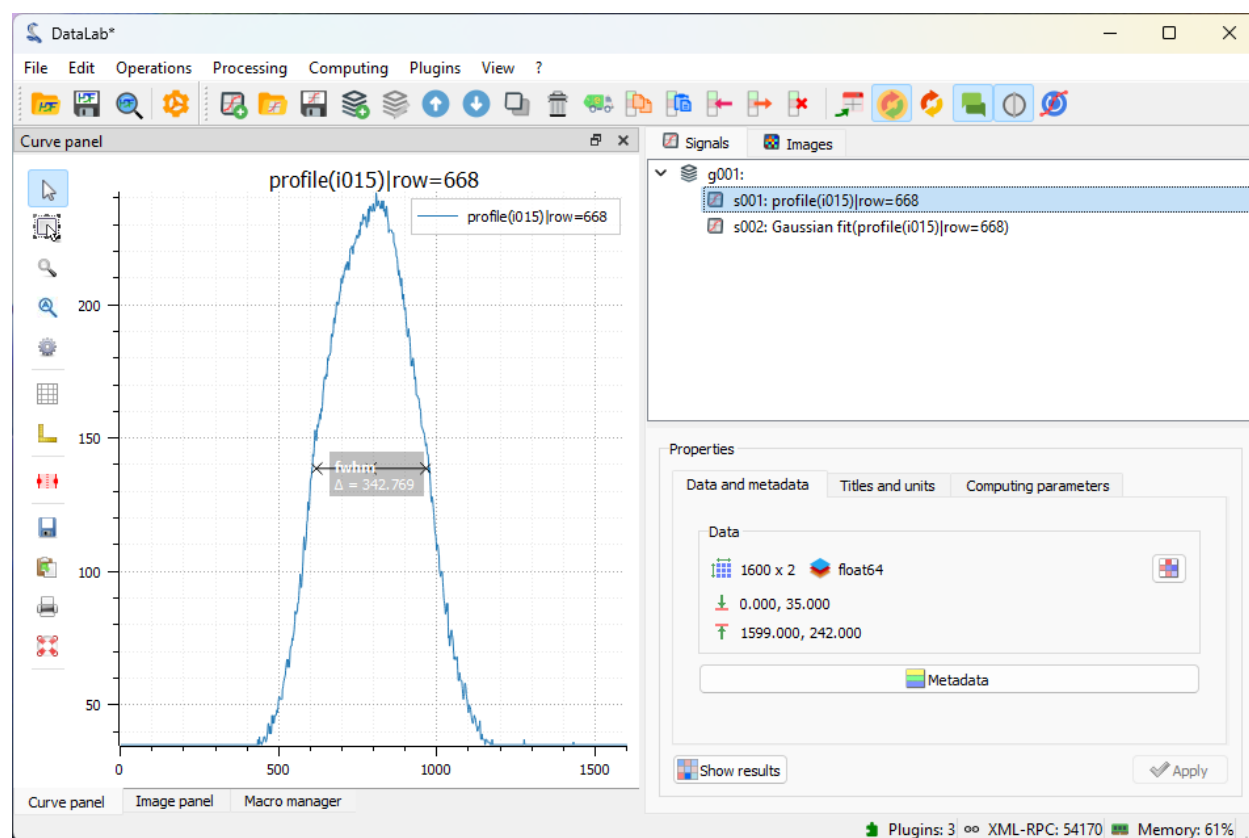 DataLab*
File Edit Operations Processing Computing Plugins View ?
Curve panel
profile(i015)|row=668
profile(i015)|row=668
200
150
100
50
fwhm
Δ = 342.769
0 500 1000 1500
Curve panel Image panel Macro manager
Signals Images
g001:
s001: profile(i015)|row=668
s002: Gaussian fit(profile(i015)|row=668)
Properties
Data and metadata Titles and units Computing parameters
Data
1600 x 2 float64
0.000, 35.000
1599.000, 242.000
Metadata
Show results Apply
Plugins: 3 XML-RPC: 54170 Memory: 61%